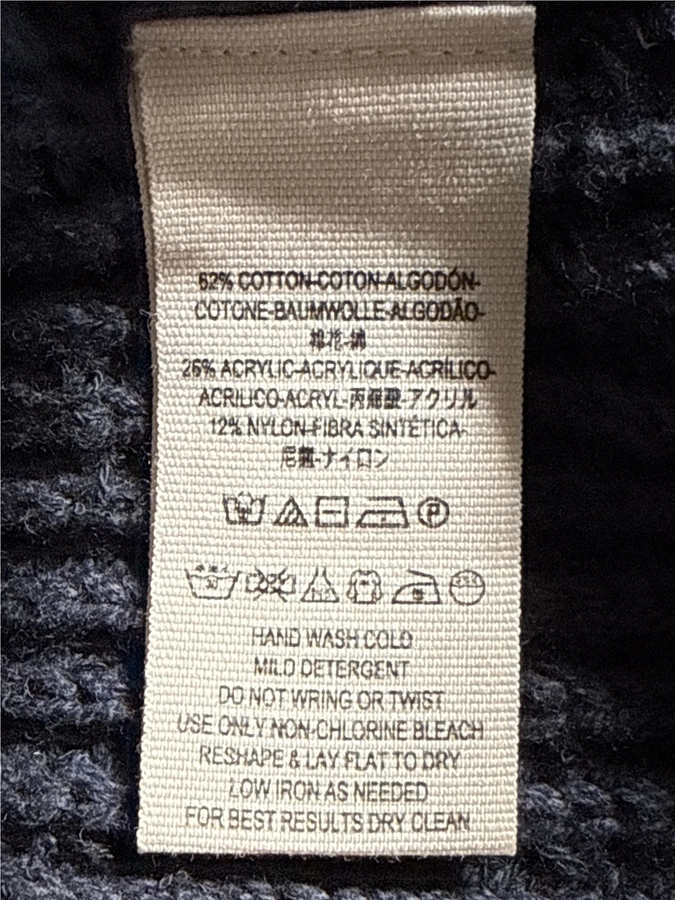 62% COTTON-COTON-ALGODÓN-
COTONE-BAUMWOLLE-ALGODÃO-
棉花-綿
26% ACRYLIC-ACRYLIQUE-ACRÍLICO-
ACRILICO-ACRYL-丙烯酸-アクリル
12% NYLON-FIBRA SINTÉTICA-
尼龍-ナイロン
HAND WASH COLD
MILD DETERGENT
DO NOT WRING OR TWIST
USE ONLY NON-CHLORINE BLEACH
RESHAPE & LAY FLAT TO DRY
LOW IRON AS NEEDED
FOR BEST RESULTS DRY CLEAN